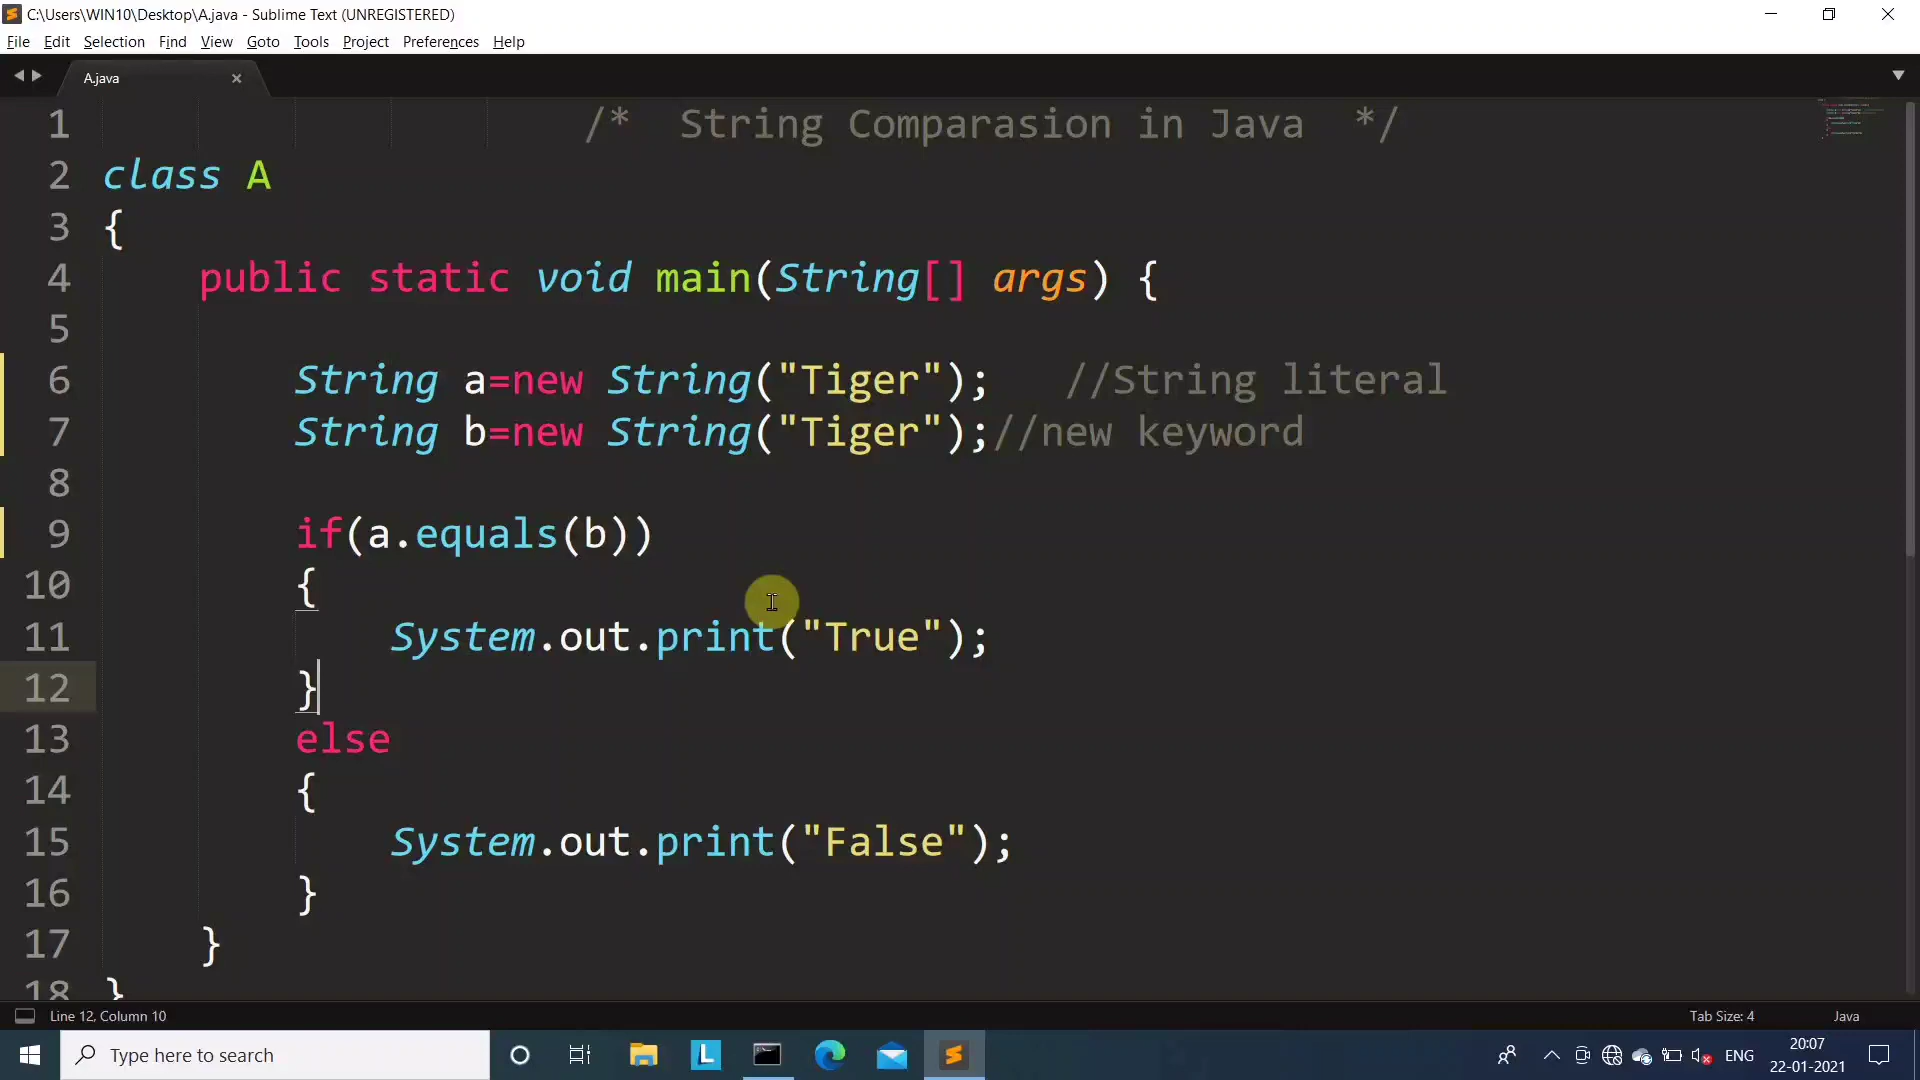 C:\Users\WIN10\Desktop\A.java - Sublime Text (UNREGISTERED)
File Edit Selection Find View Goto Tools Project Preferences Help
A.java
1 /* String Comparasion in Java */
2 class A
3 {
4 public static void main(String[] args) {
5
6 String a=new String("Tiger"); //String literal
7 String b=new String("Tiger");//new keyword
8
9 if(a.equals(b))
10 {
11 System.out.print("True");
12 }
13 else
14 {
15 System.out.print("False");
16 }
17 }
18 }
Line 12, Column 10 Tab Size: 4 Java
Type here to search L ENG 20:07
22-01-2021